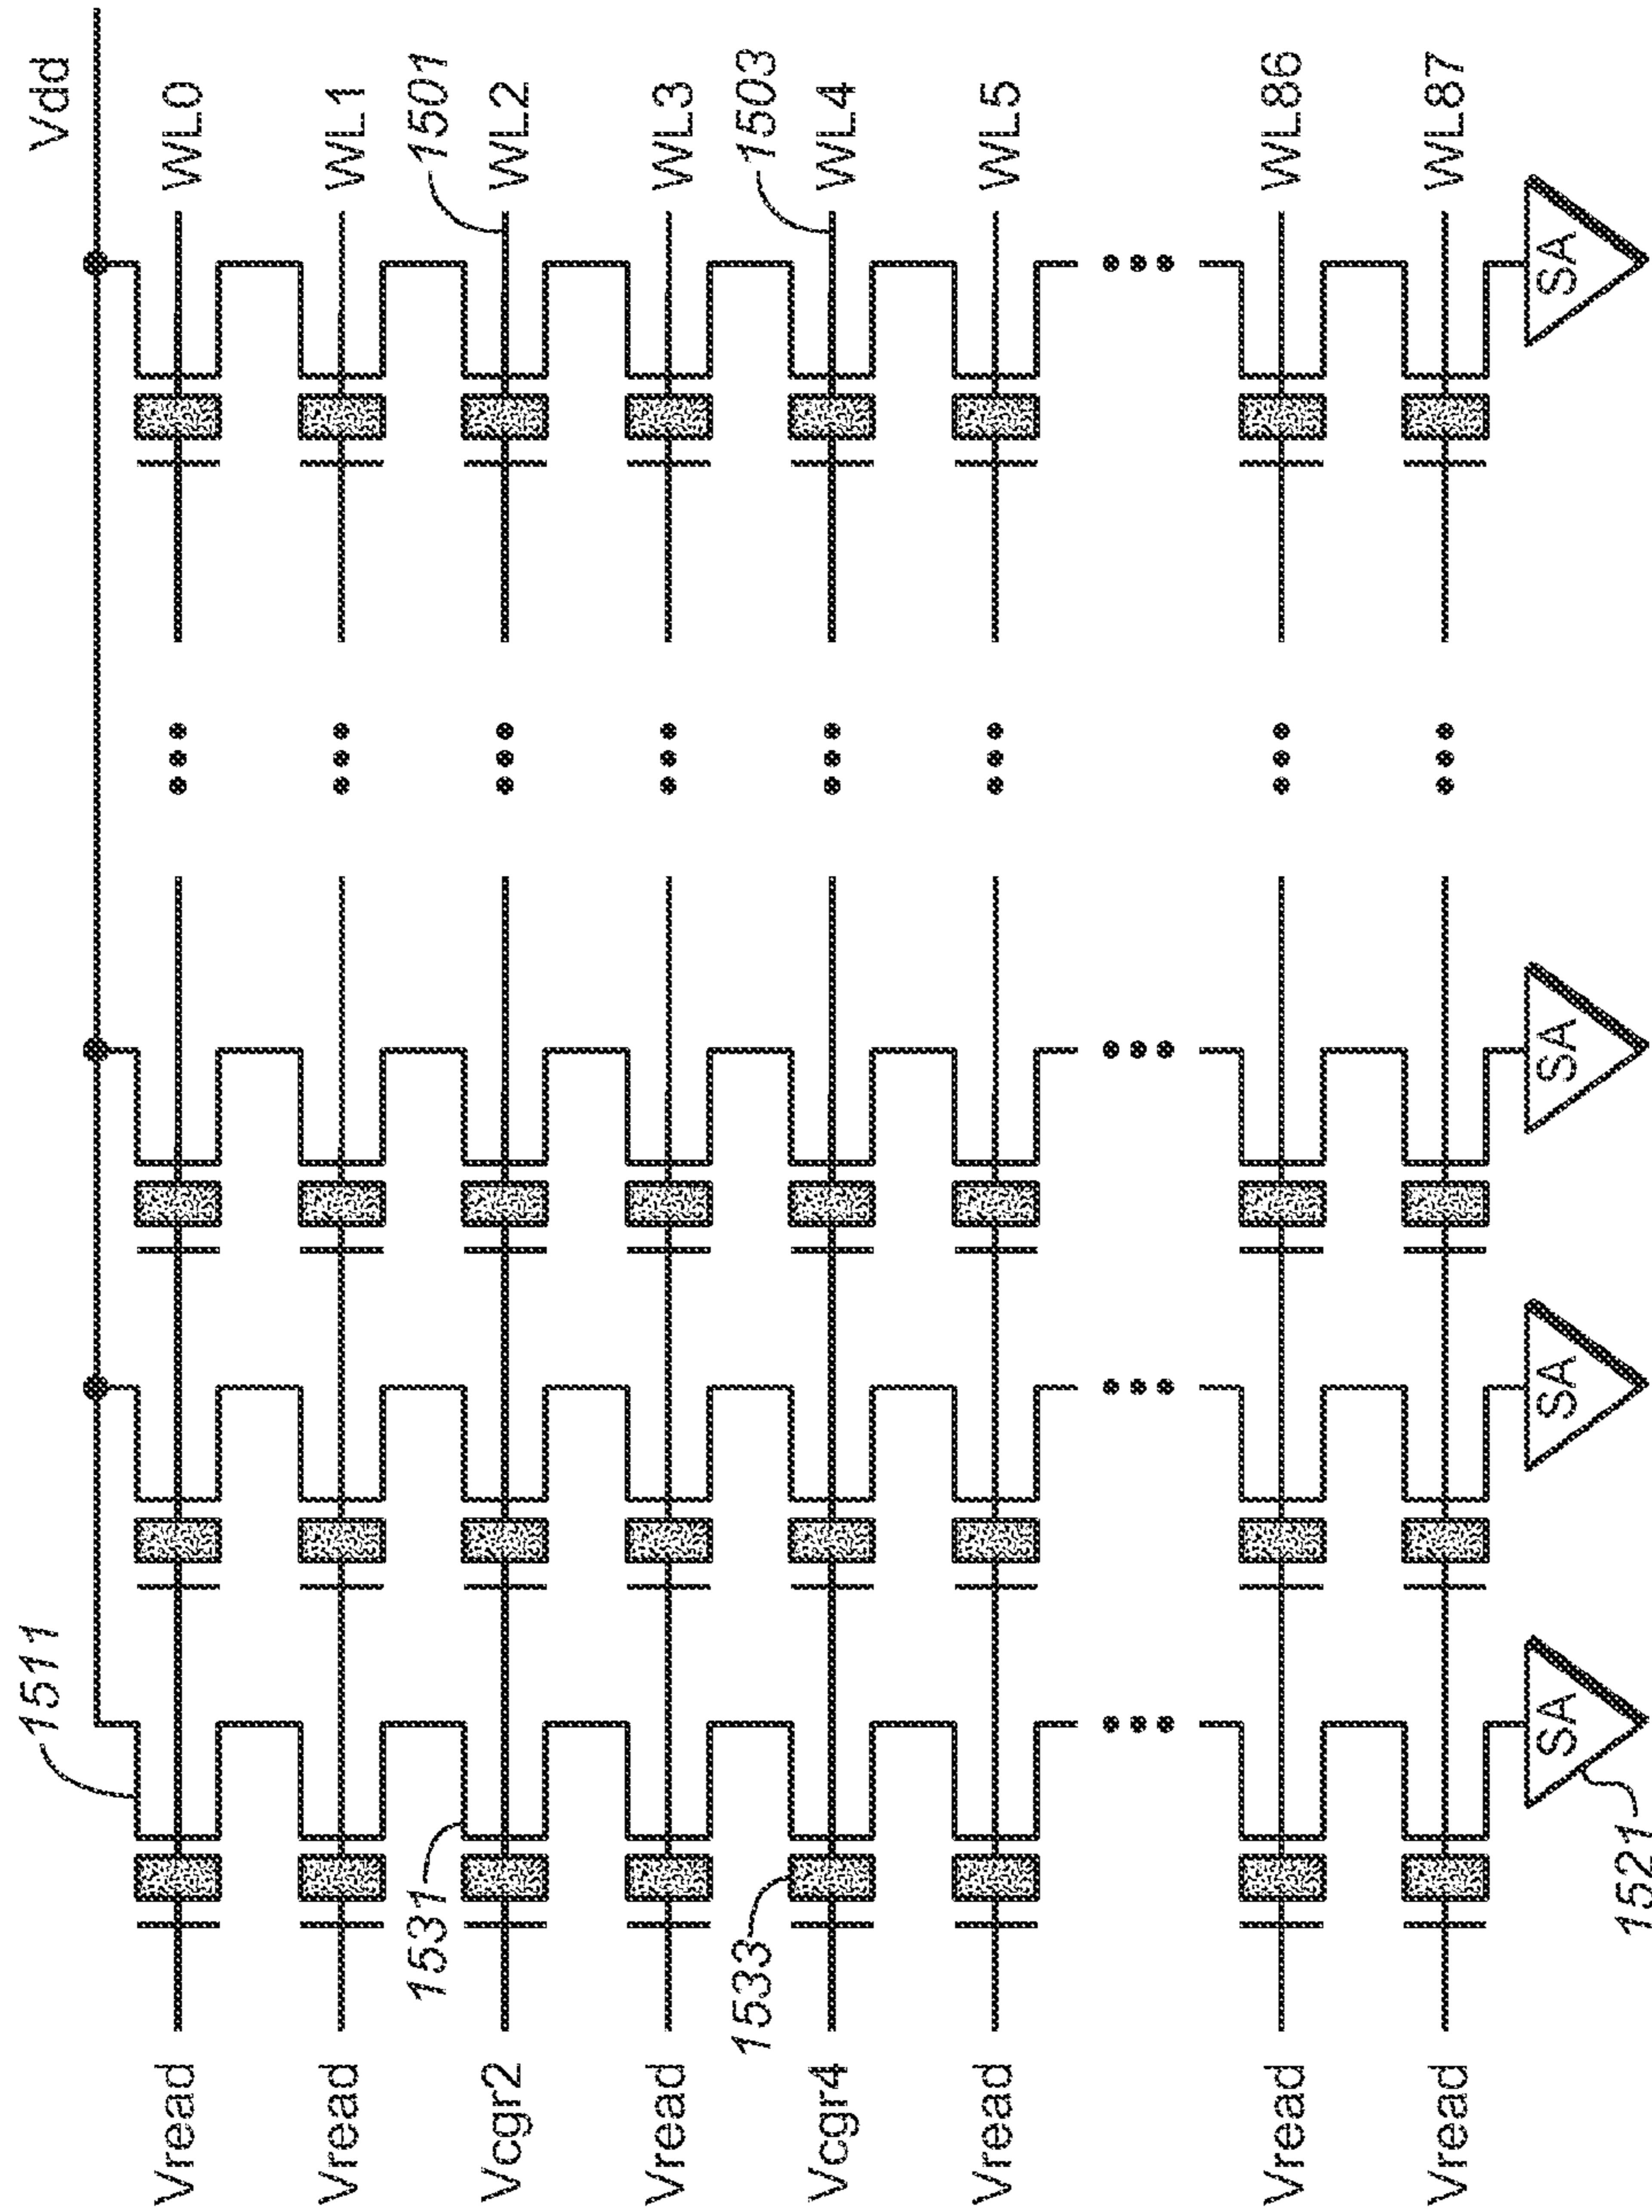 Vdd
WL0
WL1
1501
WL2
WL3
1503
WL4
WL5
WL86
WL87
SA
SA
SA
SA
1511
1531
1533
1521
Vread
Vread
Vcgr2
Vread
Vcgr4
Vread
Vread
Vread